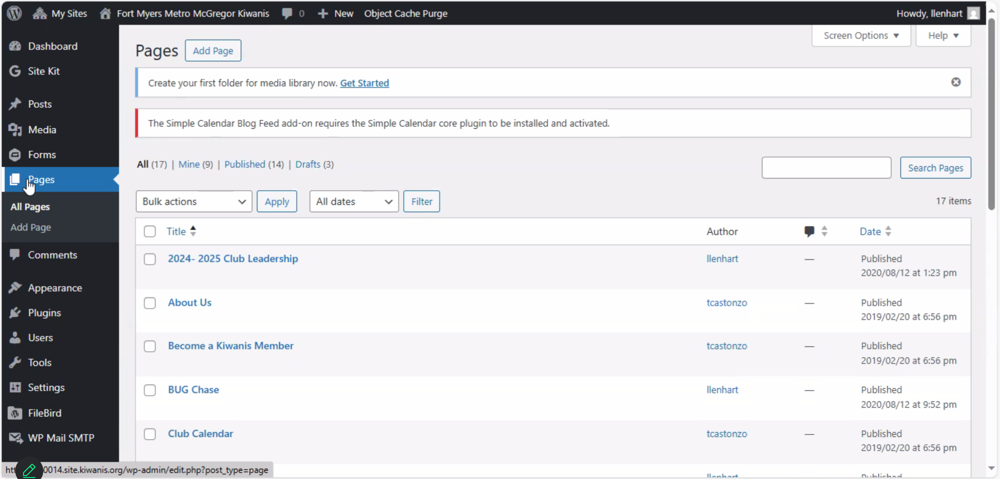 My Sites Fort Myers Metro McGregor Kiwanis 0 New Object Cache Purge Howdy, llenhart
Dashboard
Site Kit
Posts
Media
Forms
Pages
All Pages
Add Page
Comments
Appearance
Plugins
Users
Tools
Settings
FileBird
WP Mail SMTP
Screen Options Help
Pages Add Page
Create your first folder for media library now. Get Started
The Simple Calendar Blog Feed add-on requires the Simple Calendar core plugin to be installed and activated.
All (17) | Mine (9) | Published (14) | Drafts (3) Search Pages
Bulk actions Apply All dates Filter 17 items
Title Author Date
2024- 2025 Club Leadership llenhart — Published
2020/08/12 at 1:23 pm
About Us tcastonzo — Published
2019/02/20 at 6:56 pm
Become a Kiwanis Member tcastonzo — Published
2019/02/20 at 6:56 pm
BUG Chase llenhart — Published
2020/08/12 at 9:52 pm
Club Calendar tcastonzo — Published
2019/02/20 at 6:56 pm
llenhart Published
0014.site.kiwanis.org/wp-admin/edit.php?post_type=page